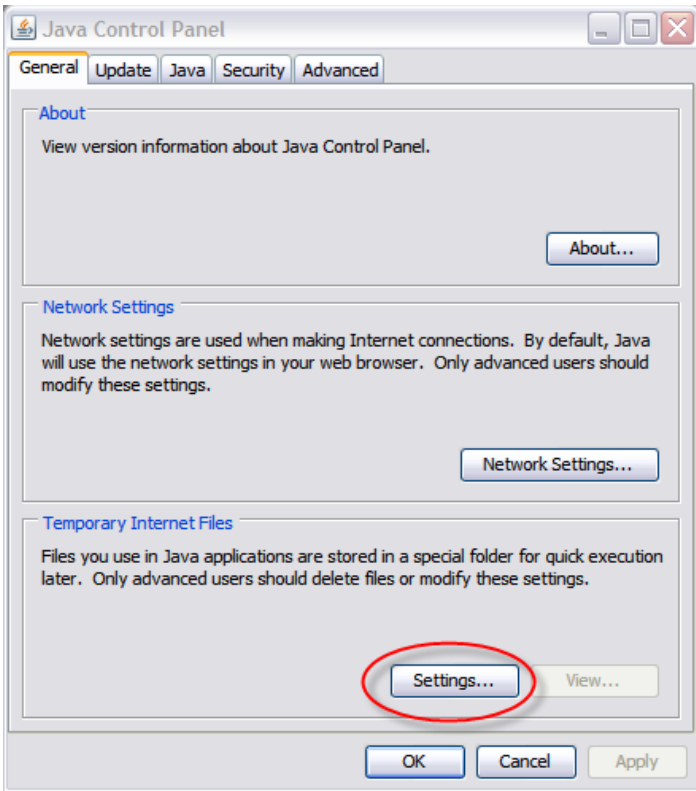 Java Control Panel
General Update Java Security Advanced
About
View version information about Java Control Panel.
About...
Network Settings
Network settings are used when making Internet connections. By default, Java
will use the network settings in your web browser. Only advanced users should
modify these settings.
Network Settings...
Temporary Internet Files
Files you use in Java applications are stored in a special folder for quick execution
later. Only advanced users should delete files or modify these settings.
Settings... View...
OK Cancel Apply